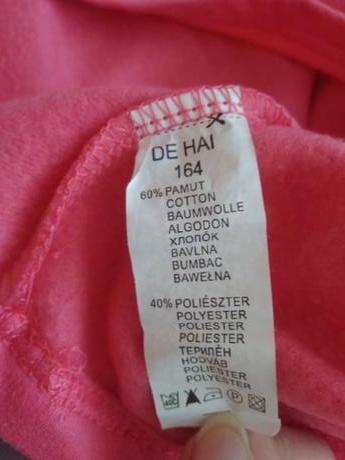 DE HAI
164
60% PAMUT
COTTON
BAUMWOLLE
ALGODON
ХЛОПОК
BAVLNA
BUMBAC
BAWEŁNA
40% POLIÉSZTER
POLYESTER
POLYESTER
POLIESTER
ТЕРИЛЕН
HODVÁB
POLIESTER
POLYESTER